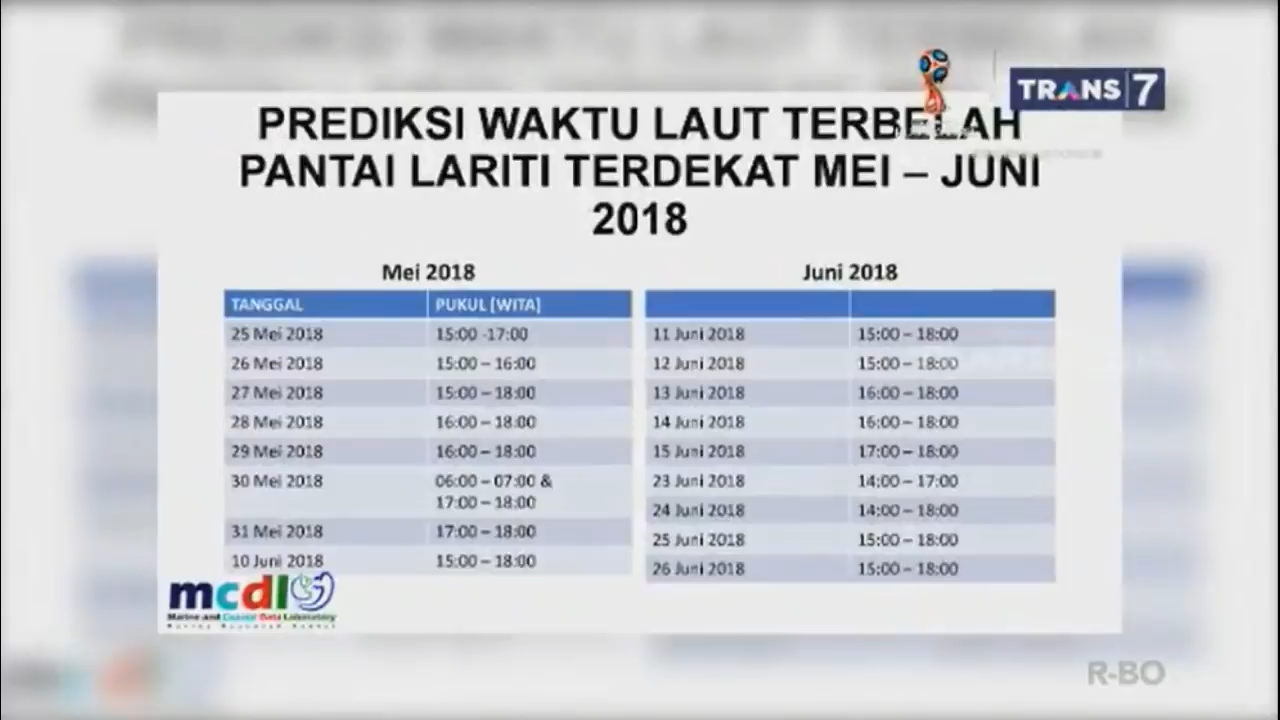 TRANS 7
PREDIKSI WAKTU LAUT TERBELAH
PANTAI LARITI TERDEKAT MEI – JUNI
2018
Mei 2018
TANGGAL PUKUL [WITA]
25 Mei 2018 15:00 -17:00
26 Mei 2018 15:00 – 16:00
27 Mei 2018 15:00 – 18:00
28 Mei 2018 16:00 – 18:00
29 Mei 2018 16:00 – 18:00
30 Mei 2018 06:00 – 07:00 &
17:00 – 18:00
31 Mei 2018 17:00 – 18:00
10 Juni 2018 15:00 – 18:00
Juni 2018
11 Juni 2018 15:00 – 18:00
12 Juni 2018 15:00 – 18:00
13 Juni 2018 16:00 – 18:00
14 Juni 2018 16:00 – 18:00
15 Juni 2018 17:00 – 18:00
23 Juni 2018 14:00 – 17:00
24 Juni 2018 14:00 – 18:00
25 Juni 2018 15:00 – 18:00
26 Juni 2018 15:00 – 18:00
mcdl
Marine and Coastal Data Laboratory
R-BO